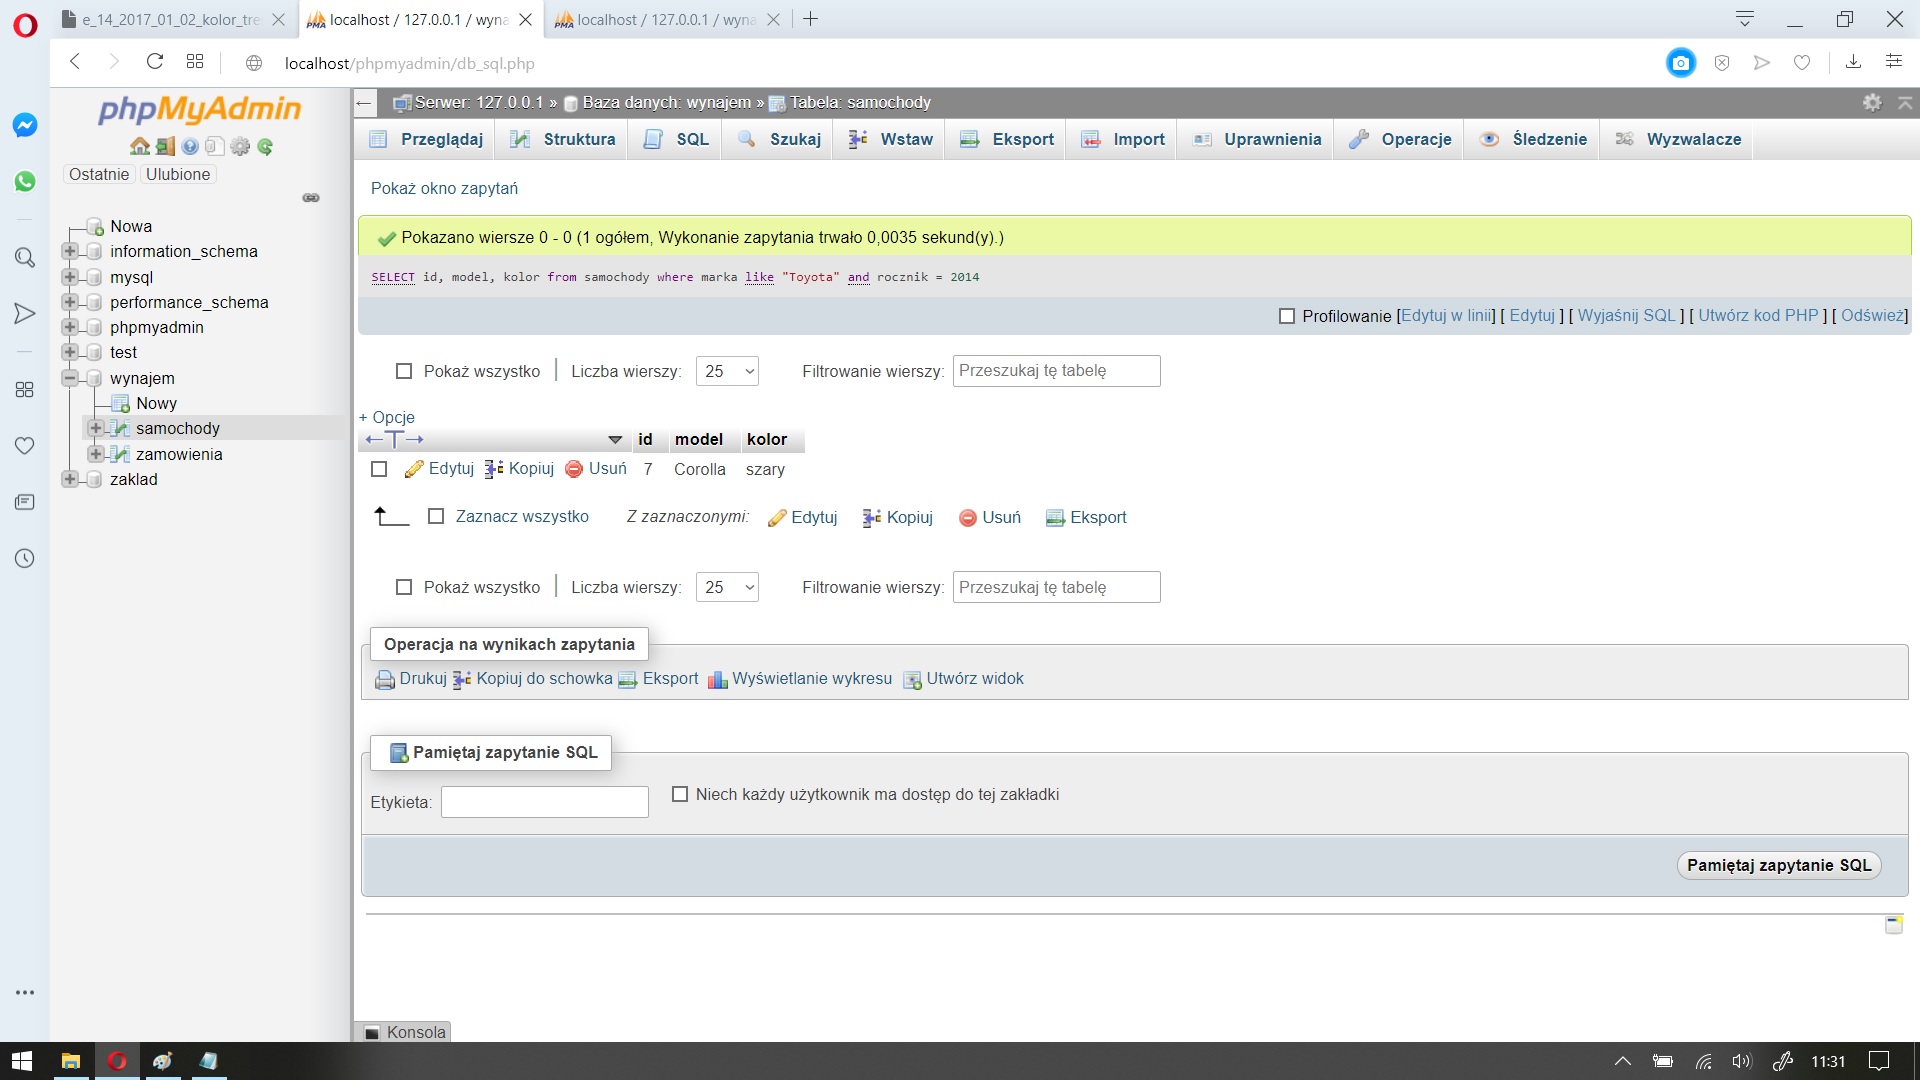 e_14_2017_01_02_kolor_tre
localhost / 127.0.0.1 / wyna
localhost / 127.0.0.1 / wyna
localhost/phpmyadmin/db_sql.php
phpMyAdmin
Ostatnie
Ulubione
Nowa
information_schema
mysql
performance_schema
phpmyadmin
test
wynajem
Nowy
samochody
zamowienia
zaklad
Serwer: 127.0.0.1 » Baza danych: wynajem » Tabela: samochody
Przeglądaj Struktura SQL Szukaj Wstaw Eksport Import Uprawnienia Operacje Śledzenie Wyzwalacze
Pokaż okno zapytań
Pokazano wiersze 0 - 0 (1 ogółem, Wykonanie zapytania trwało 0,0035 sekund(y).)
SELECT id, model, kolor from samochody where marka like "Toyota" and rocznik = 2014
Profilowanie [Edytuj w linii] [ Edytuj ] [ Wyjaśnij SQL ] [ Utwórz kod PHP ] [ Odśwież]
Pokaż wszystko | Liczba wierszy: 25 Filtrowanie wierszy: Przeszukaj tę tabelę
+ Opcje
←T→ id model kolor
Edytuj Kopiuj Usuń 7 Corolla szary
Zaznacz wszystko Z zaznaczonymi: Edytuj Kopiuj Usuń Eksport
Pokaż wszystko | Liczba wierszy: 25 Filtrowanie wierszy: Przeszukaj tę tabelę
Operacja na wynikach zapytania
Drukuj Kopiuj do schowka Eksport Wyświetlanie wykresu Utwórz widok
Pamiętaj zapytanie SQL
Etykieta: Niech każdy użytkownik ma dostęp do tej zakładki
Pamiętaj zapytanie SQL
Konsola
11:31